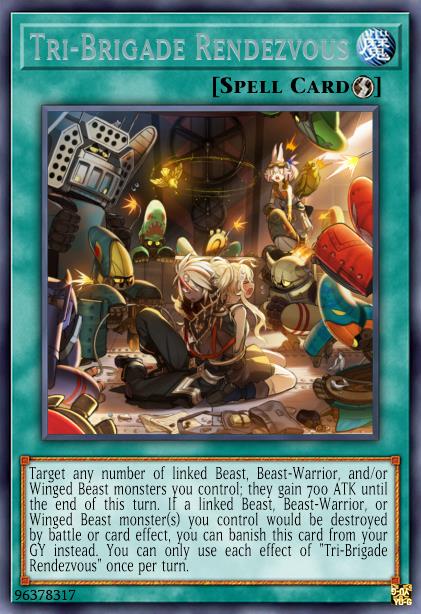 Tri-Brigade Rendezvous 魔
[Spell Card]
Target any number of linked Beast, Beast-Warrior, and/or
Winged Beast monsters you control; they gain 700 ATK until
the end of this turn. If a linked Beast, Beast-Warrior, or
Winged Beast monster(s) you control would be destroyed
by battle or card effect, you can banish this card from your
GY instead. You can only use each effect of "Tri-Brigade
Rendezvous" once per turn.
96378317